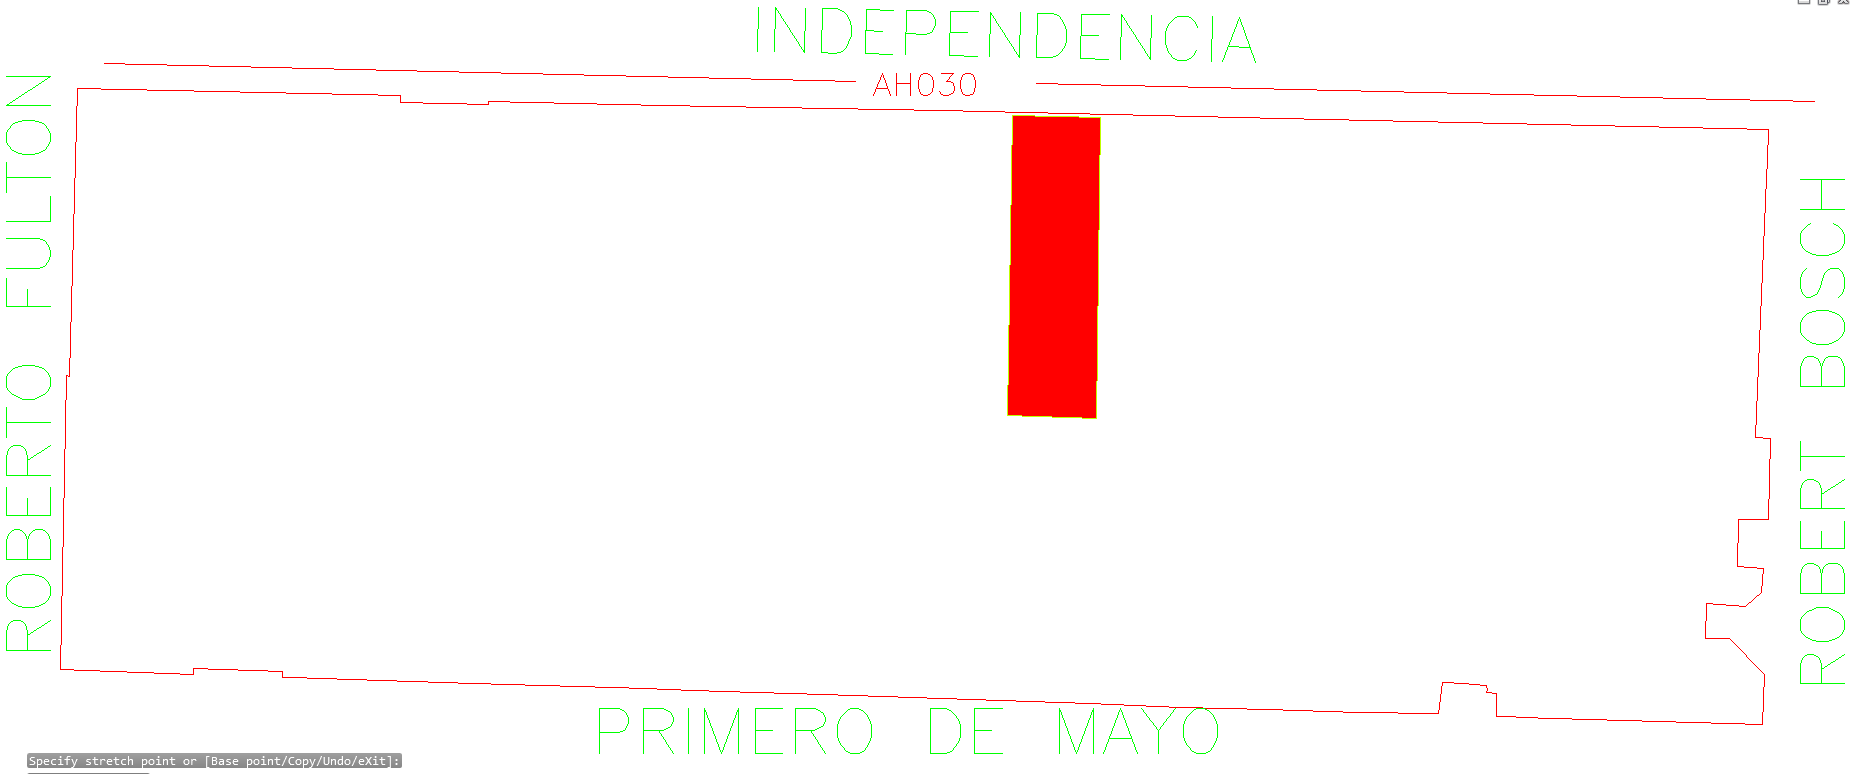 INDEPENDENCIA
AH030
ROBERTO FULTON
ROBERT BOSCH
PRIMERO DE MAYO
Specify stretch point or [Base point/Copy/Undo/eXit]: